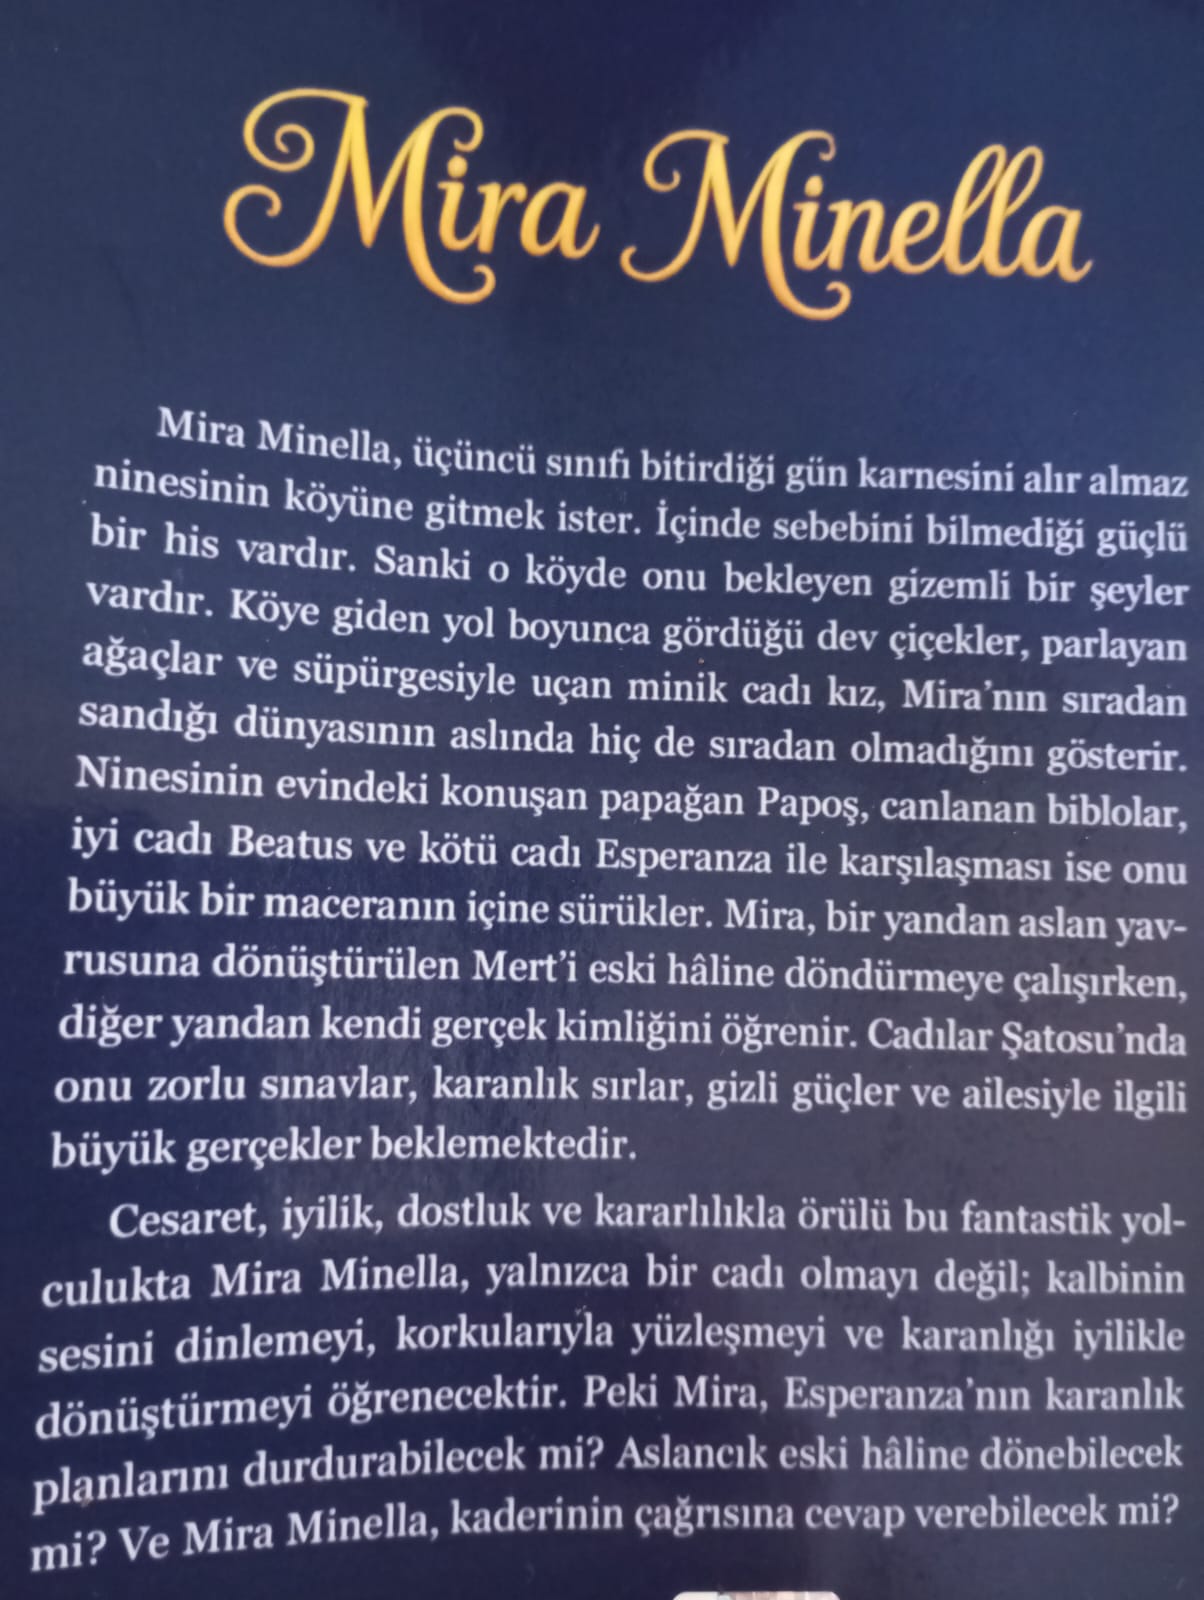 Mira Minella
Mira Minella, üçüncü sınıfı bitirdiği gün karnesini alır almaz
ninesinin köyüne gitmek ister. İçinde sebebini bilmediği güçlü
bir his vardır. Sanki o köyde onu bekleyen gizemli bir şeyler
vardır. Köye giden yol boyunca gördüğü dev çiçekler, parlayan
ağaçlar ve süpürgesiyle uçan minik cadı kız, Mira’nın sıradan
sandığı dünyasının aslında hiç de sıradan olmadığını gösterir.
Ninesinin evindeki konuşan papağan Papoş, canlanan biblolar,
iyi cadı Beatus ve kötü cadı Esperanza ile karşılaşması ise onu
büyük bir maceranın içine sürükler. Mira, bir yandan aslan yav-
rusuna dönüştürülen Mert’i eski hâline döndürmeye çalışırken,
diğer yandan kendi gerçek kimliğini öğrenir. Cadılar Şatosu’nda
onu zorlu sınavlar, karanlık sırlar, gizli güçler ve ailesiyle ilgili
büyük gerçekler beklemektedir.
Cesaret, iyilik, dostluk ve kararlılıkla örülü bu fantastik yol-
culukta Mira Minella, yalnızca bir cadı olmayı değil; kalbinin
sesini dinlemeyi, korkularıyla yüzleşmeyi ve karanlığı iyilikle
dönüştürmeyi öğrenecektir. Peki Mira, Esperanza’nın karanlık
planlarını durdurabilecek mi? Aslancık eski hâline dönebilecek
mi? Ve Mira Minella, kaderinin çağrısına cevap verebilecek mi?